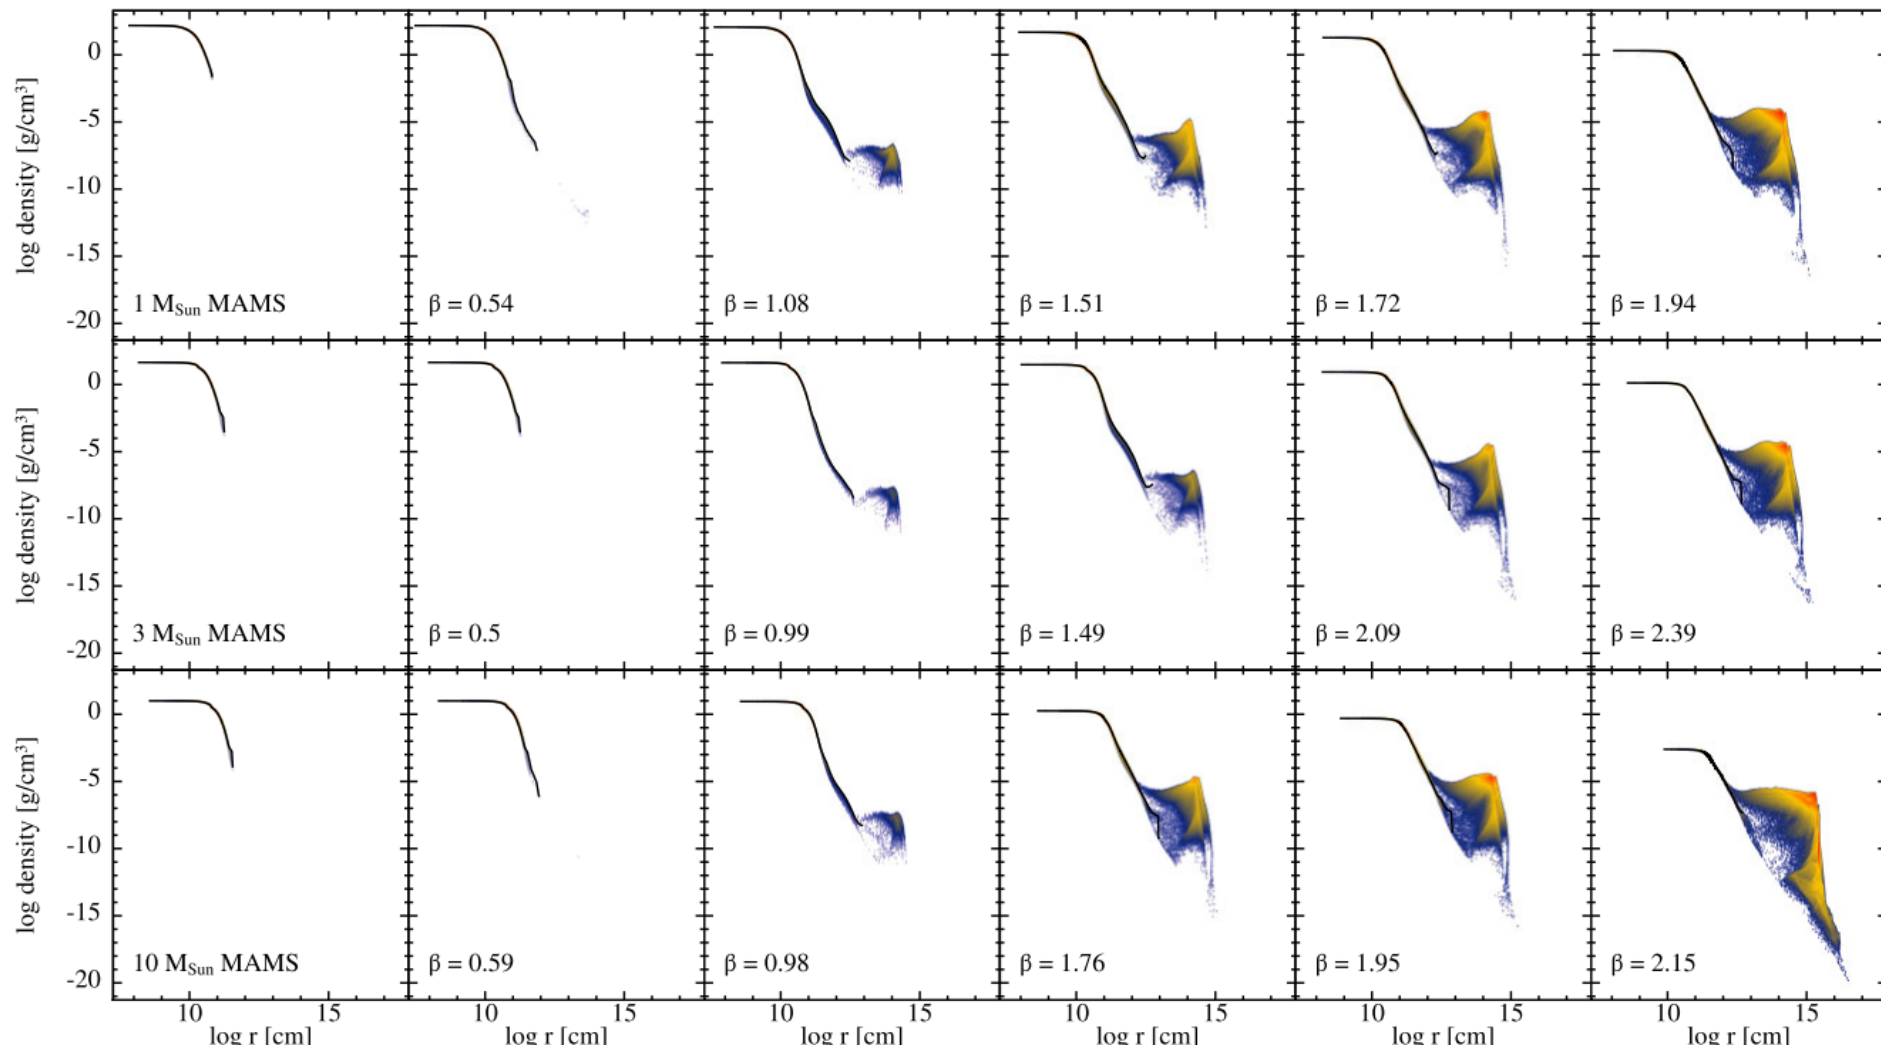 log density [g/cm³]
0
-5
-10
-15
-20
1 M_Sun MAMS
β = 0.54
β = 1.08
β = 1.51
β = 1.72
β = 1.94
log density [g/cm³]
0
-5
-10
-15
-20
3 M_Sun MAMS
β = 0.5
β = 0.99
β = 1.49
β = 2.09
β = 2.39
log density [g/cm³]
0
-5
-10
-15
-20
10 M_Sun MAMS
β = 0.59
β = 0.98
β = 1.76
β = 1.95
β = 2.15
10 15 10 15 10 15 10 15 10 15 10 15
log r [cm] log r [cm] log r [cm] log r [cm] log r [cm] log r [cm]